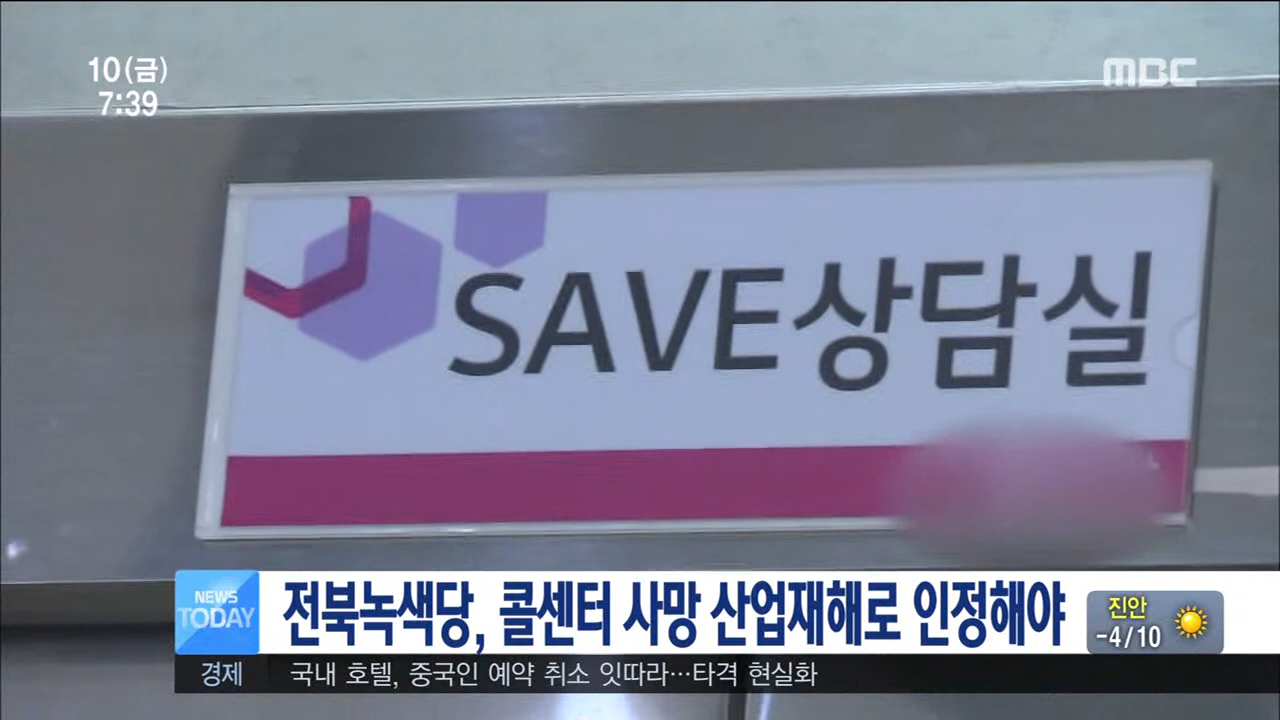 10(금)
7:39
MBC
SAVE상담실
NEWS
TODAY
전북녹색당, 콜센터 사망 산업재해로 인정해야
진안
-4/10
경제 국내 호텔, 중국인 예약 취소 잇따라…타격 현실화